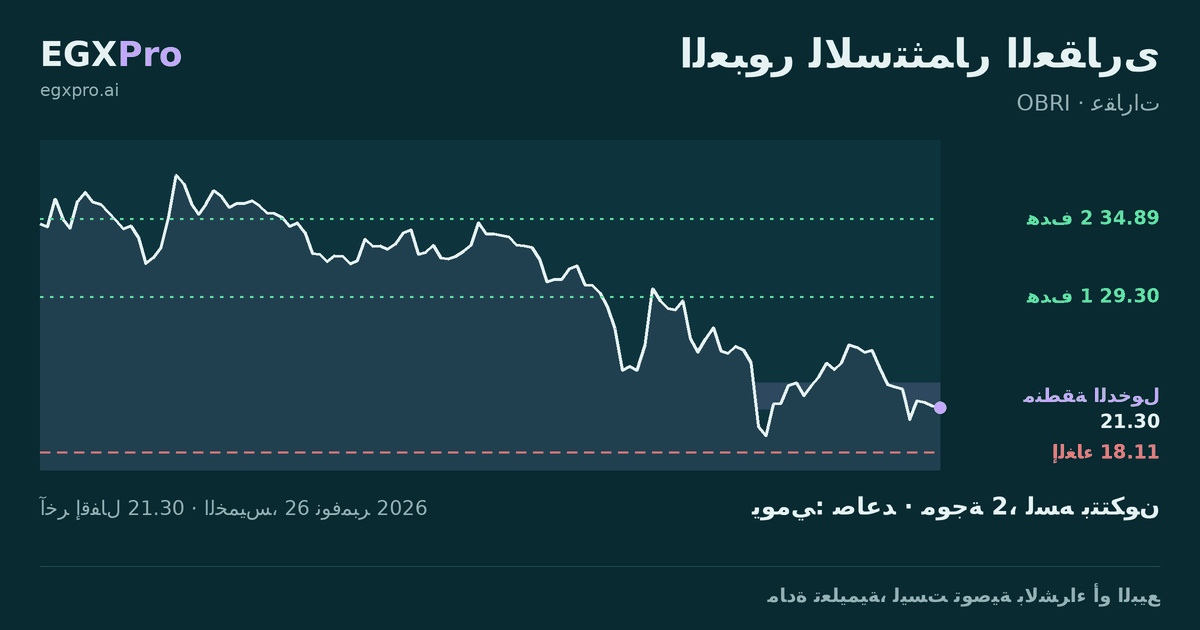 EGXPro
egxpro.ai
العبور للاستثمار العقارى
OBRI · عقارات
هدف 2 34.89
هدف 1 29.30
منطقة الدخول
21.30
إلغاء 18.11
يومي: صاعد · موجة 2، لسه بتتكون
آخر إقفال 21.30 · الخميس، 26 نوفمبر 2026
مادة تعليمية، ليست توصية بالشراء أو البيع